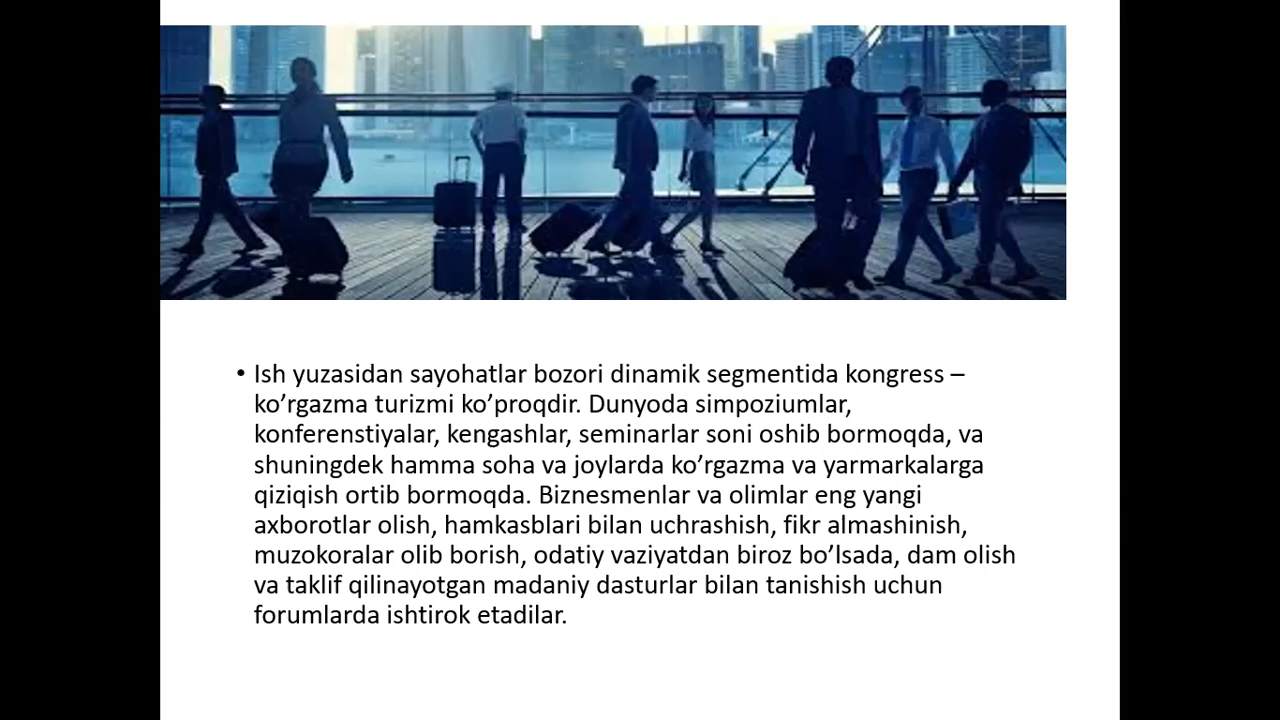 • Ish yuzasidan sayohatlar bozori dinamik segmentida kongress –
ko’rgazma turizmi ko’proqdir. Dunyoda simpoziumlar,
konferenstiyalar, kengashlar, seminarlar soni oshib bormoqda, va
shuningdek hamma soha va joylarda ko’rgazma va yarmarkalarga
qiziqish ortib bormoqda. Biznesmenlar va olimlar eng yangi
axborotlar olish, hamkasblari bilan uchrashish, fikr almashinish,
muzokoralar olib borish, odatiy vaziyatdan biroz bo’lsada, dam olish
va taklif qilinayotgan madaniy dasturlar bilan tanishish uchun
forumlarda ishtirok etadilar.